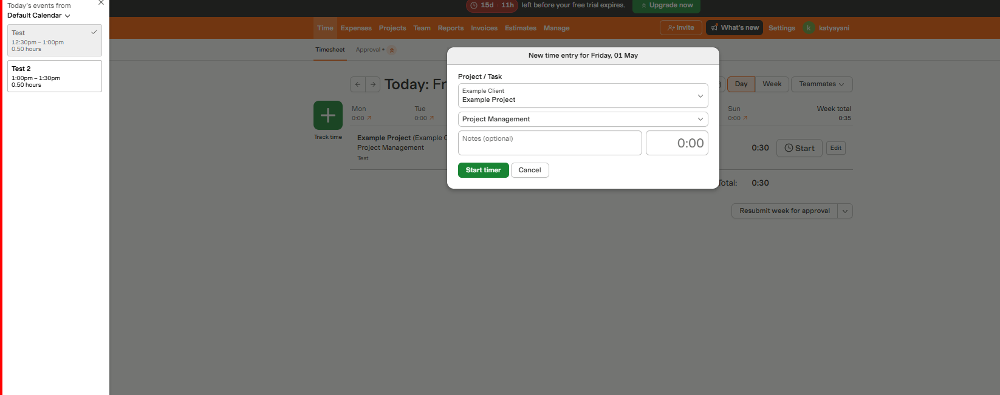 Today's events from
Default Calendar
Test
12:30pm – 1:00pm
0.50 hours
Test 2
1:00pm – 1:30pm
0.50 hours
15d 11h left before your free trial expires. Upgrade now
Time Expenses Projects Team Reports Invoices Estimates Manage Invite What's new Settings k katyayani
Timesheet Approval •
New time entry for Friday, 01 May
Project / Task
Example Client
Example Project
Project Management
Notes (optional)
0:00
Start timer Cancel
Today: Fr
Day Week Teammates
Mon Tue Sun Week total
0:00 0:00 0:00 0:35
Track time
Example Project (Example C
Project Management
Test
0:30 Start Edit
Total: 0:30
Resubmit week for approval